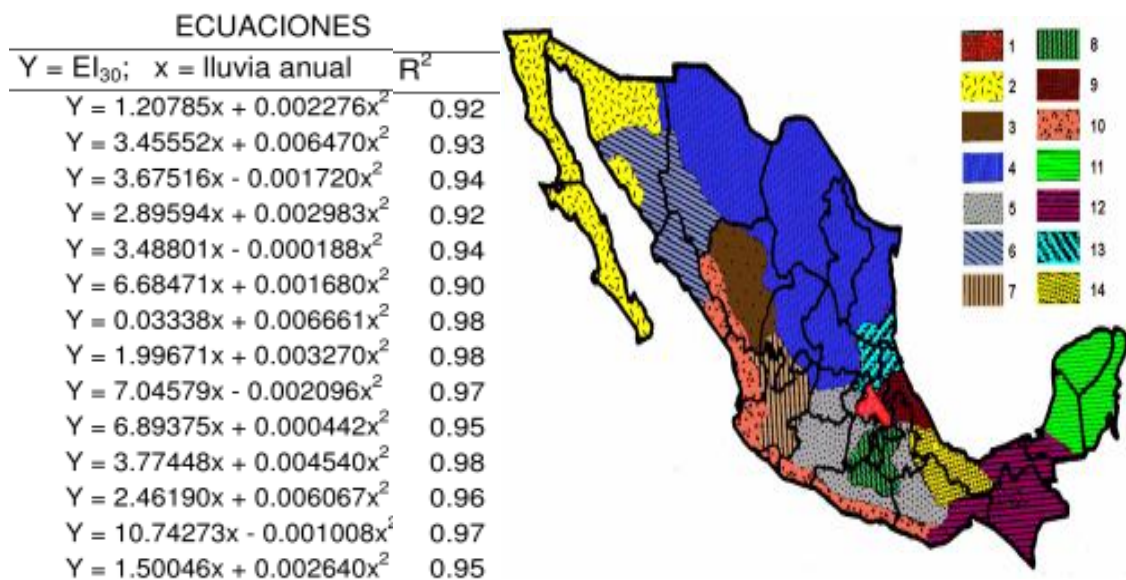 ECUACIONES
Y = EI₃₀;   x = lluvia anual   R²
Y = 1.20785x + 0.002276x²   0.92
Y = 3.45552x + 0.006470x²   0.93
Y = 3.67516x - 0.001720x²   0.94
Y = 2.89594x + 0.002983x²   0.92
Y = 3.48801x - 0.000188x²   0.94
Y = 6.68471x + 0.001680x²   0.90
Y = 0.03338x + 0.006661x²   0.98
Y = 1.99671x + 0.003270x²   0.98
Y = 7.04579x - 0.002096x²   0.97
Y = 6.89375x + 0.000442x²   0.95
Y = 3.77448x + 0.004540x²   0.98
Y = 2.46190x + 0.006067x²   0.96
Y = 10.74273x - 0.001008x²   0.97
Y = 1.50046x + 0.002640x²   0.95
1   8
2   9
3   10
4   11
5   12
6   13
7   14